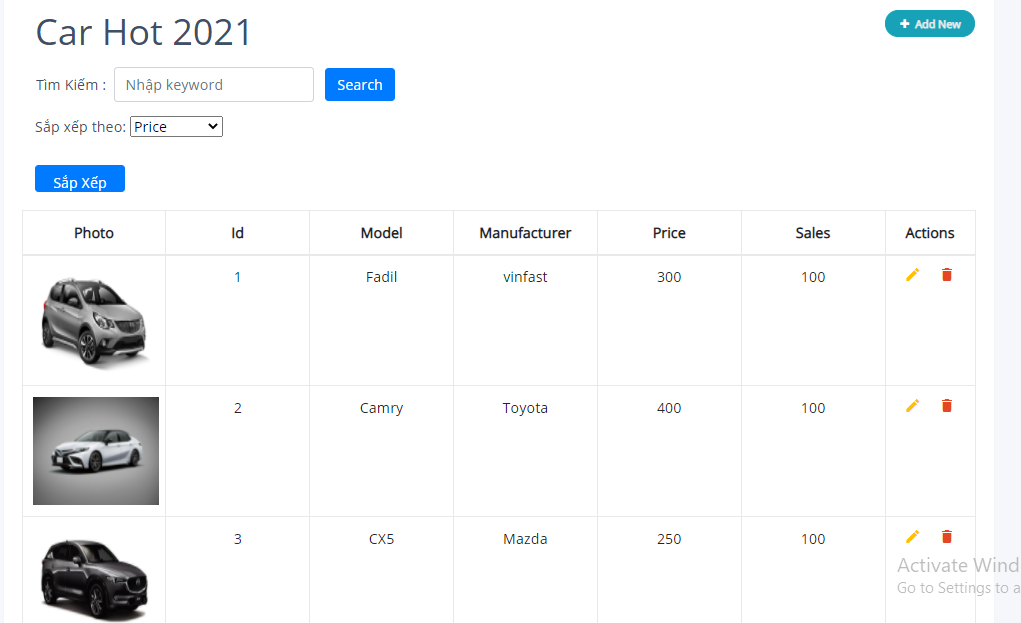 Car Hot 2021
+ Add New
Tìm Kiếm : Nhập keyword Search
Sắp xếp theo: Price
Sắp Xếp
Photo Id Model Manufacturer Price Sales Actions
1 Fadil vinfast 300 100
2 Camry Toyota 400 100
3 CX5 Mazda 250 100
Activate Wind
Go to Settings to a